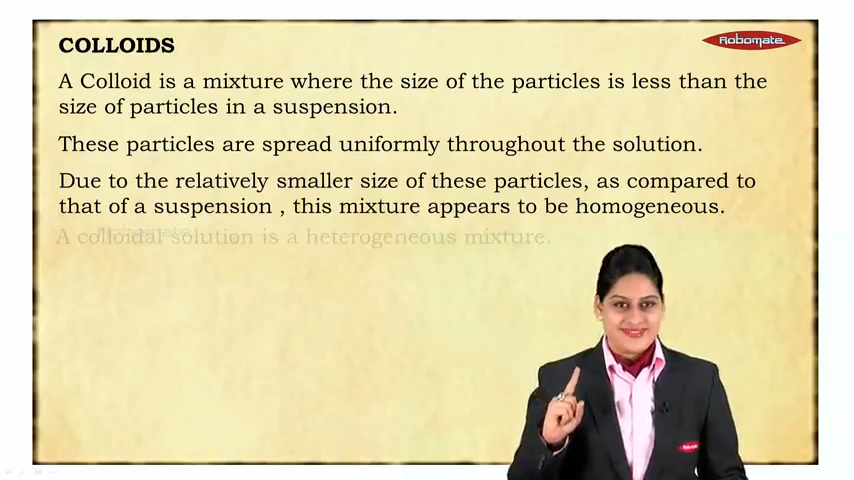 COLLOIDS
Robomate
A Colloid is a mixture where the size of the particles is less than the
size of particles in a suspension.
These particles are spread uniformly throughout the solution.
Due to the relatively smaller size of these particles, as compared to
that of a suspension , this mixture appears to be homogeneous.
A colloidal solution is a heterogeneous mixture.
Robomate
Robomate